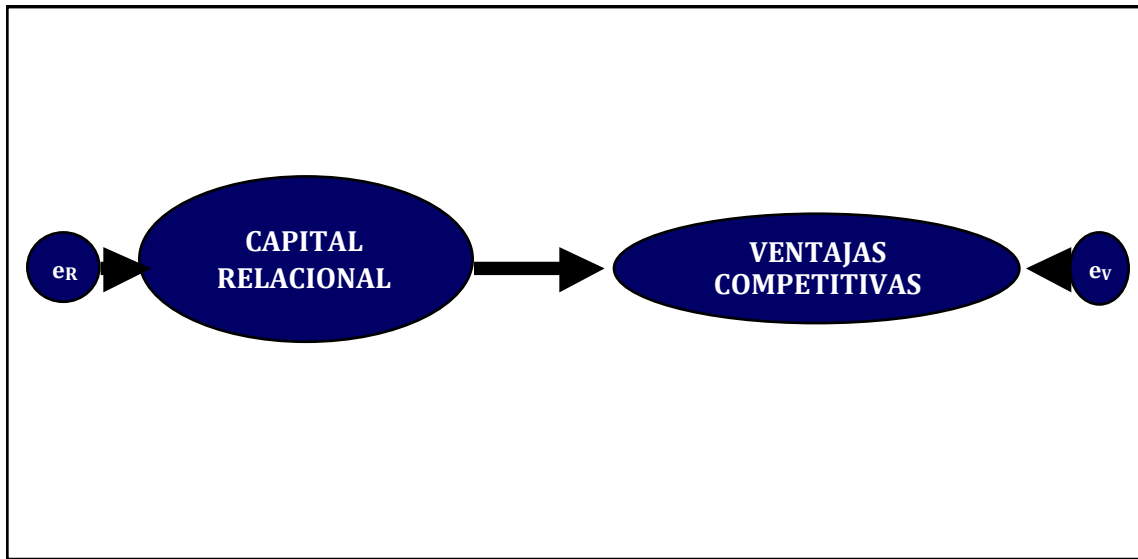 CAPITAL
RELACIONAL
VENTAJAS
COMPETITIVAS
eR
eV